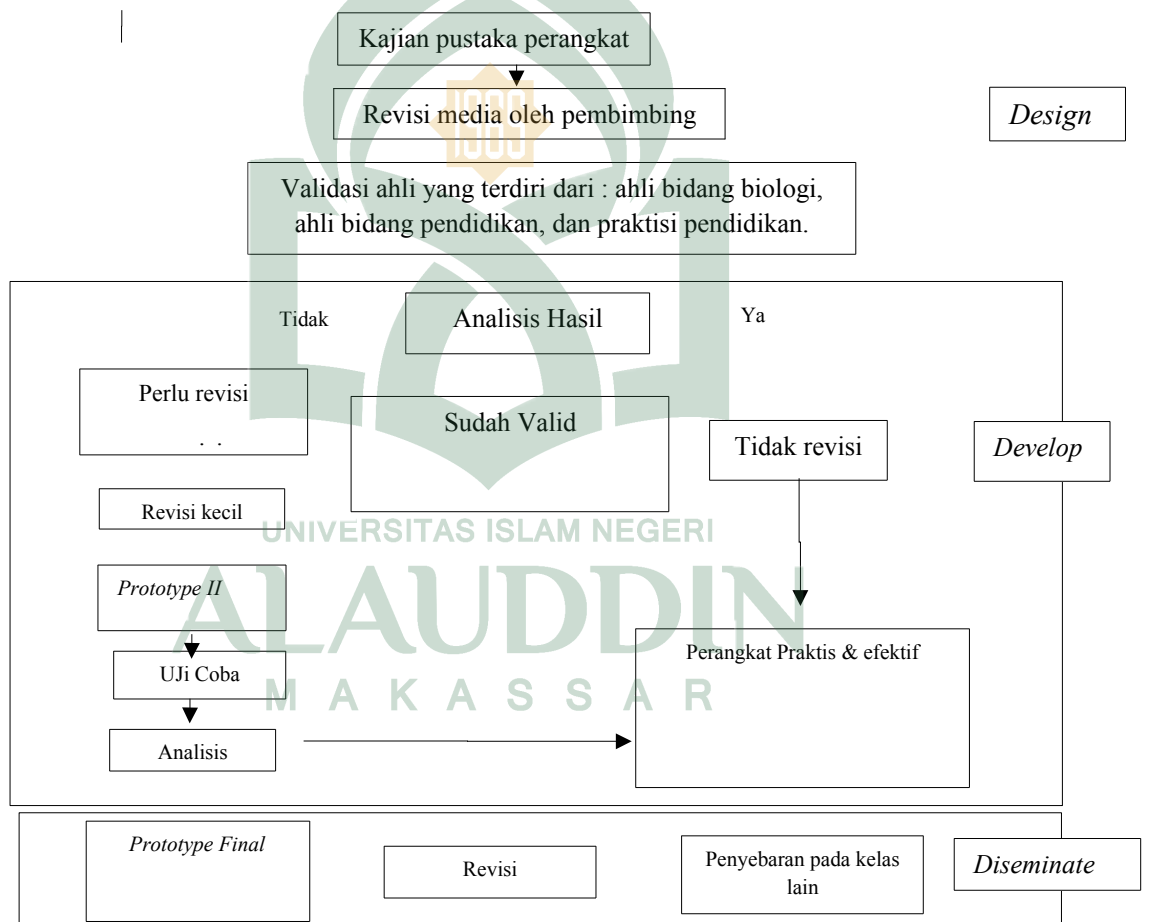 Kajian pustaka perangkat
1969
Revisi media oleh pembimbing
Design
Validasi ahli yang terdiri dari : ahli bidang biologi,
ahli bidang pendidikan, dan praktisi pendidikan.
Tidak
Analisis Hasil
Ya
Perlu revisi
Sudah Valid
Tidak revisi
Develop
Revisi kecil
UNIVERSITAS ISLAM NEGERI
Prototype II
ALAUDDIN
UJi Coba
Perangkat Praktis & efektif
MAKASSAR
Analisis
Prototype Final
Revisi
Penyebaran pada kelas
lain
Diseminate